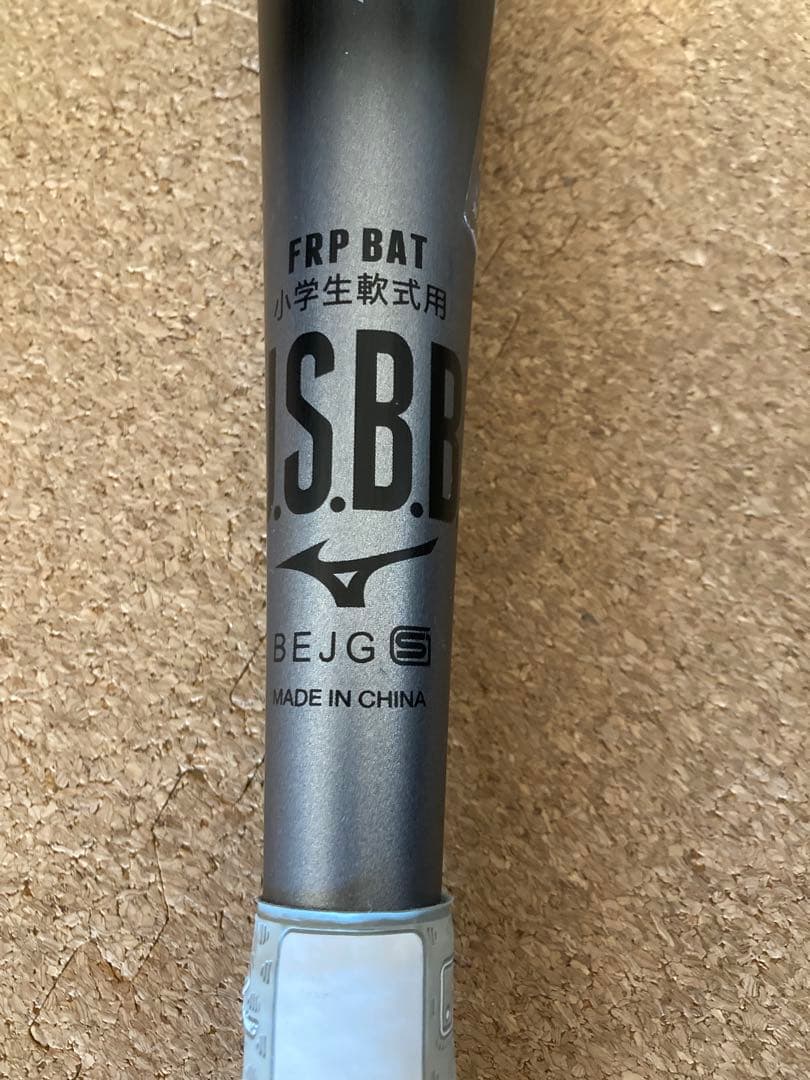 FRP BAT
小学生軟式用
J.S.B.B
BEJG S
MADE IN CHINA